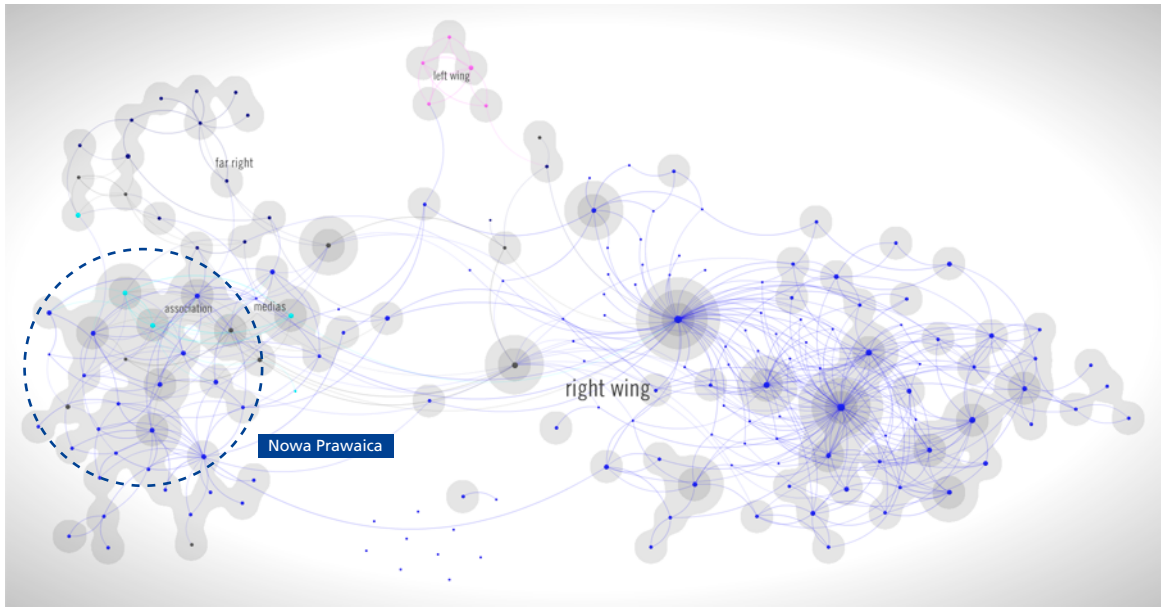 left wing
far right
association
medias
right wing
Nowa Prawaica